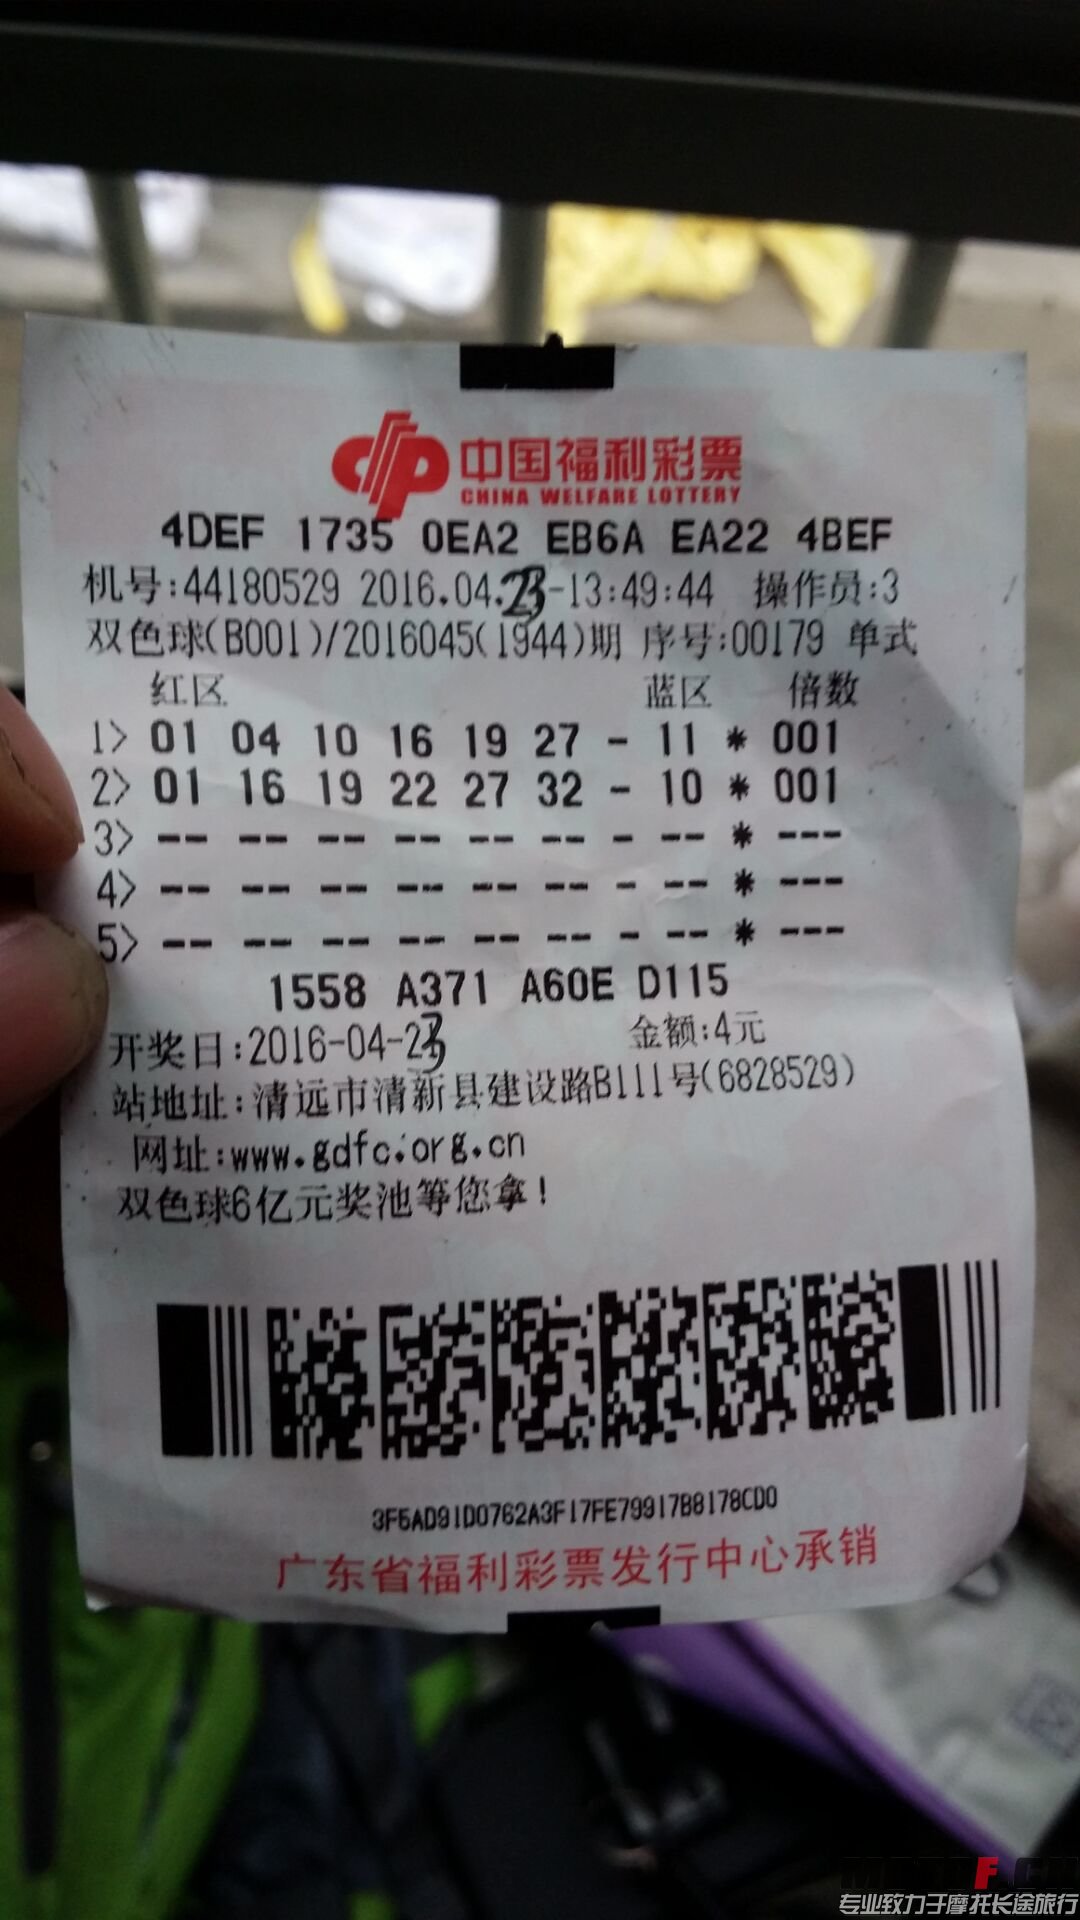 中国福利彩票
CHINA WELFARE LOTTERY
4DEF 1735 0EA2 EB6A EA22 4BEF
机号:44180529 2016.04.23-13:49:44 操作员:3
双色球(B001)/2016045(1944)期 序号:00179 单式
红区 蓝区 倍数
1> 01 04 10 16 19 27 - 11 * 001
2> 01 16 19 22 27 32 - 10 * 001
3> -- -- -- -- -- -- - -- * ---
4> -- -- -- -- -- -- - -- * ---
5> -- -- -- -- -- -- - -- * ---
1558 A371 A60E D115
开奖日:2016-04-23 金额:4元
站地址:清远市清新县建设路B111号(6828529)
网址:www.gdfc.org.cn
双色球6亿元奖池等您拿!
3F5AD91D0762A3F17FE79917B8178CD0
广东省福利彩票发行中心承销
专业致力于摩托长途旅行